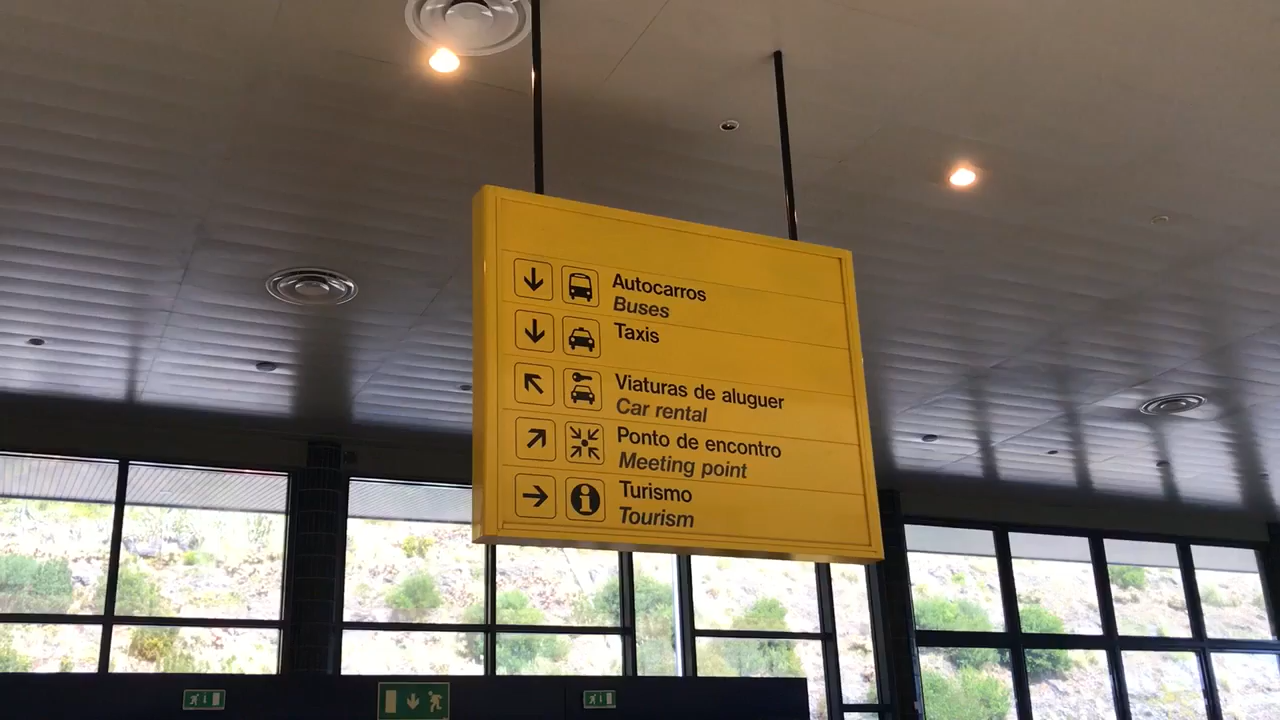 Autocarros
Buses
Taxis
Viaturas de aluguer
Car rental
Ponto de encontro
Meeting point
Turismo
Tourism